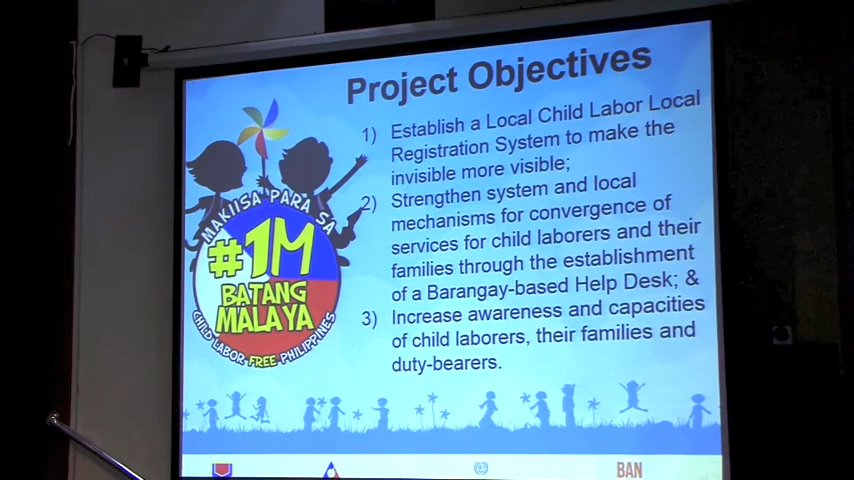 Project Objectives
1) Establish a Local Child Labor Local
Registration System to make the
invisible more visible;
2) Strengthen system and local
mechanisms for convergence of
services for child laborers and their
families through the establishment
of a Barangay-based Help Desk; &
3) Increase awareness and capacities
of child laborers, their families and
duty-bearers.
MAKIISA PARA SA
#1M
BATANG
MALAYA
CHILD LABOR FREE PHILIPPINES
BAN